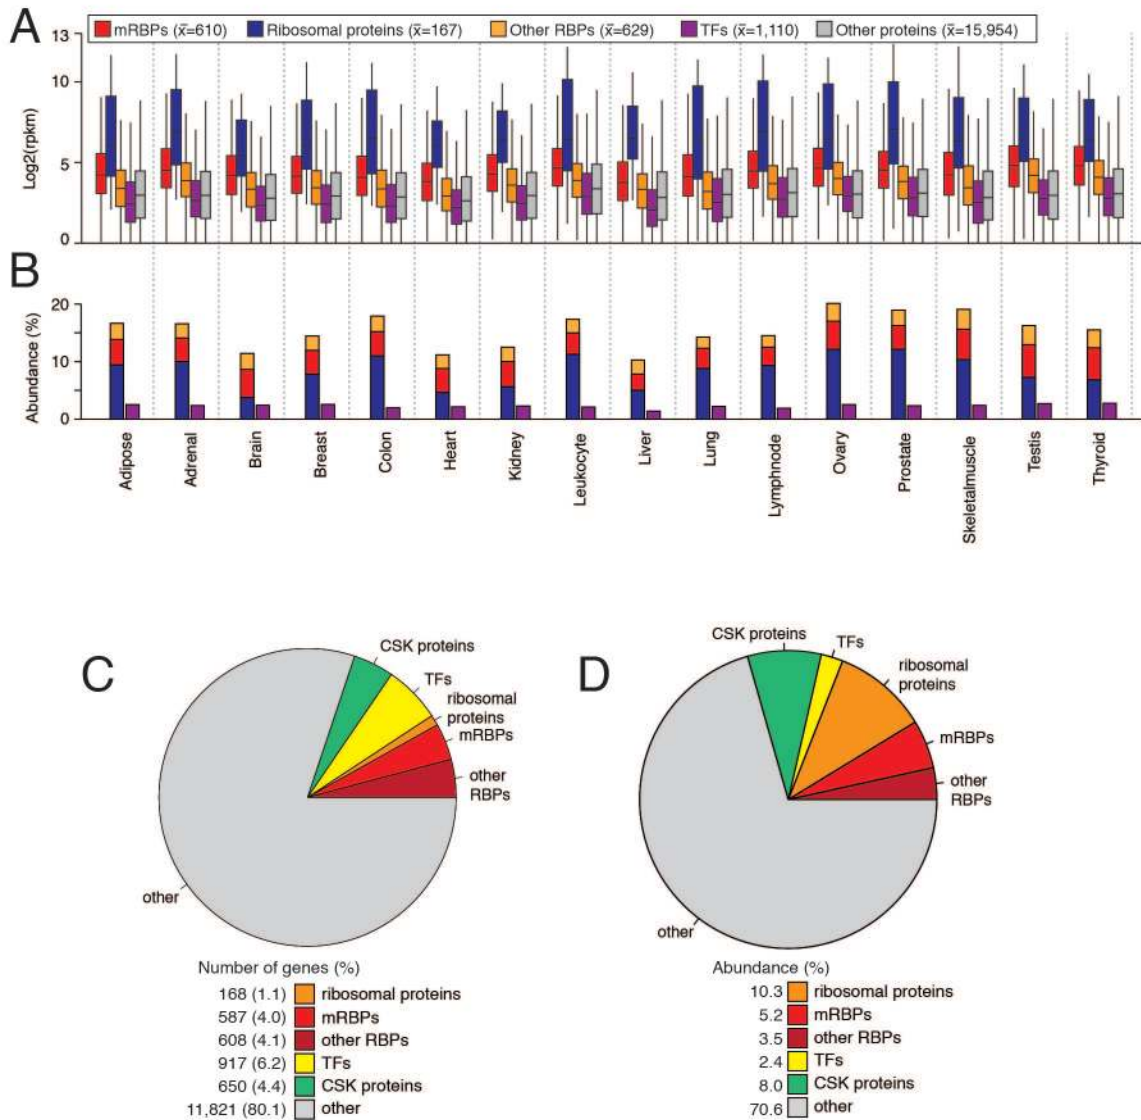 A
mRBPs (x̄=610) Ribosomal proteins (x̄=167) Other RBPs (x̄=629) TFs (x̄=1,110) Other proteins (x̄=15,954)
Log2(rpkm)
13
10
5
0
B
Abundance (%)
20
10
0
Adipose
Adrenal
Brain
Breast
Colon
Heart
Kidney
Leukocyte
Liver
Lung
Lymphnode
Ovary
Prostate
Skeletalmuscle
Testis
Thyroid
C
CSK proteins
TFs
ribosomal
proteins
mRBPs
other
RBPs
other
Number of genes (%)
168 (1.1) ribosomal proteins
587 (4.0) mRBPs
608 (4.1) other RBPs
917 (6.2) TFs
650 (4.4) CSK proteins
11,821 (80.1) other
D
CSK proteins
TFs
ribosomal
proteins
mRBPs
other
RBPs
other
Abundance (%)
10.3 ribosomal proteins
5.2 mRBPs
3.5 other RBPs
2.4 TFs
8.0 CSK proteins
70.6 other